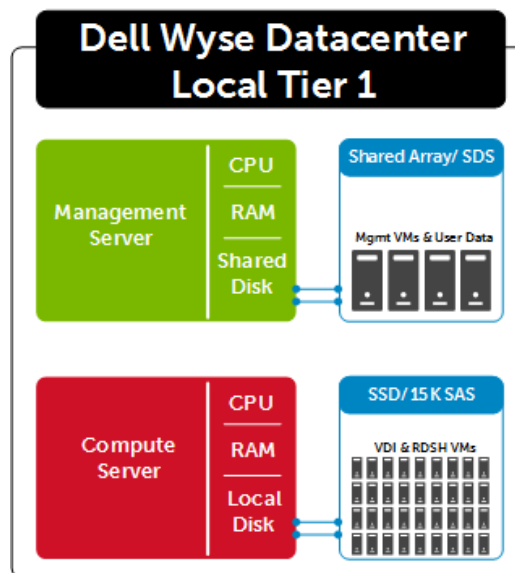 Dell Wyse Datacenter
Local Tier 1
Management
Server
CPU
RAM
Shared
Disk
Shared Array/ SDS
Mgmt VMs & User Data
Compute
Server
CPU
RAM
Local
Disk
SSD/ 15K SAS
VDI & RDSH VMs